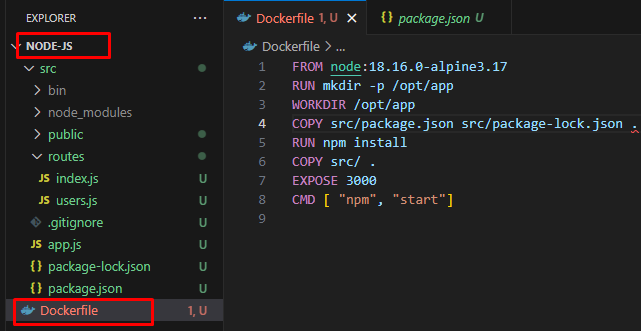 EXPLORER
...
NODE-JS
src
bin
node_modules
public
routes
JS index.js U
JS users.js U
.gitignore U
JS app.js U
{} package-lock.json U
{} package.json U
Dockerfile 1, U
Dockerfile 1, U X
{} package.json U
Dockerfile > ...
1 FROM node:18.16.0-alpine3.17
2 RUN mkdir -p /opt/app
3 WORKDIR /opt/app
4 COPY src/package.json src/package-lock.json .
5 RUN npm install
6 COPY src/ .
7 EXPOSE 3000
8 CMD [ "npm", "start"]